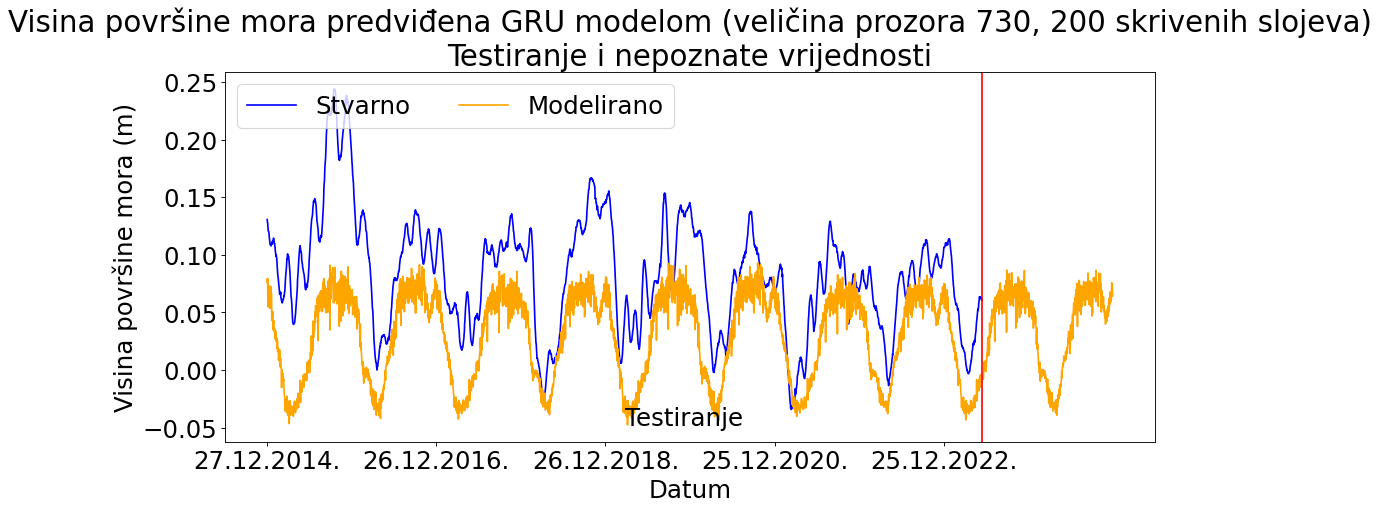 Visina površine mora predviđena GRU modelom (veličina prozora 730, 200 skrivenih slojeva)
Testiranje i nepoznate vrijednosti
Stvarno
Modelirano
Visina površine mora (m)
0.25
0.20
0.15
0.10
0.05
0.00
−0.05
Testiranje
27.12.2014.
26.12.2016.
26.12.2018.
25.12.2020.
25.12.2022.
Datum